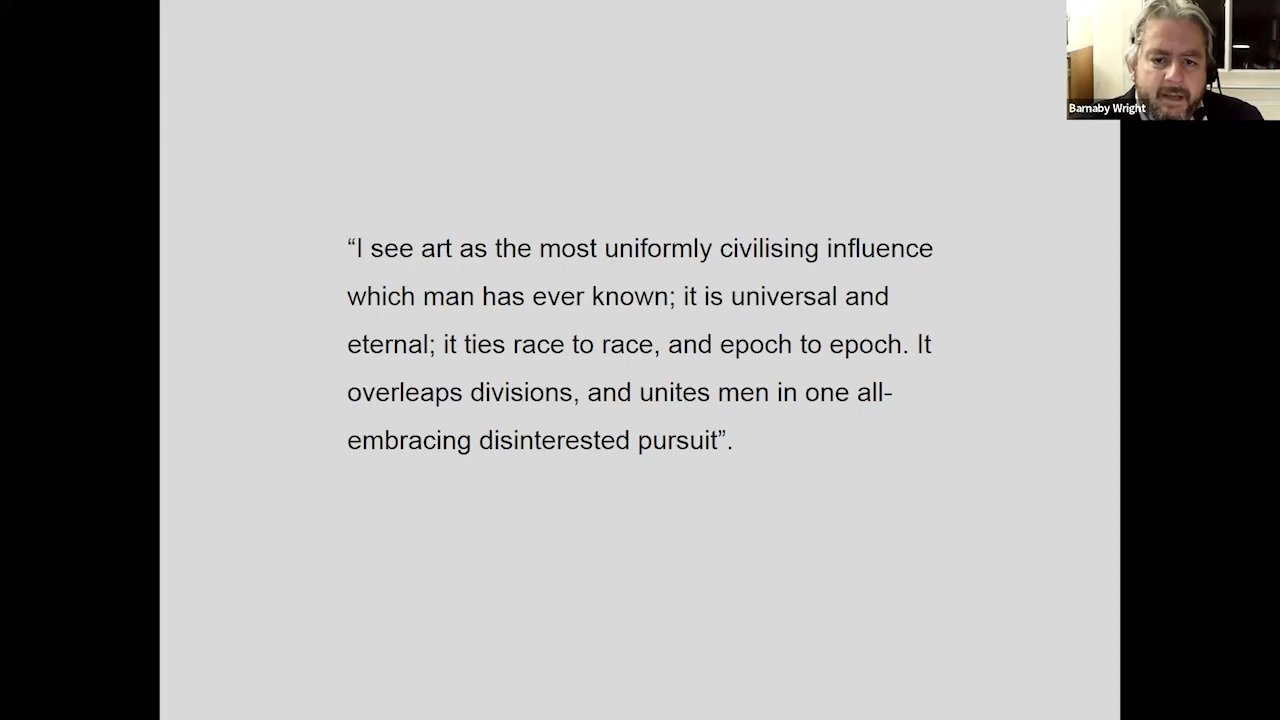 Barnaby Wright
“I see art as the most uniformly civilising influence
which man has ever known; it is universal and
eternal; it ties race to race, and epoch to epoch. It
overleaps divisions, and unites men in one all-
embracing disinterested pursuit”.